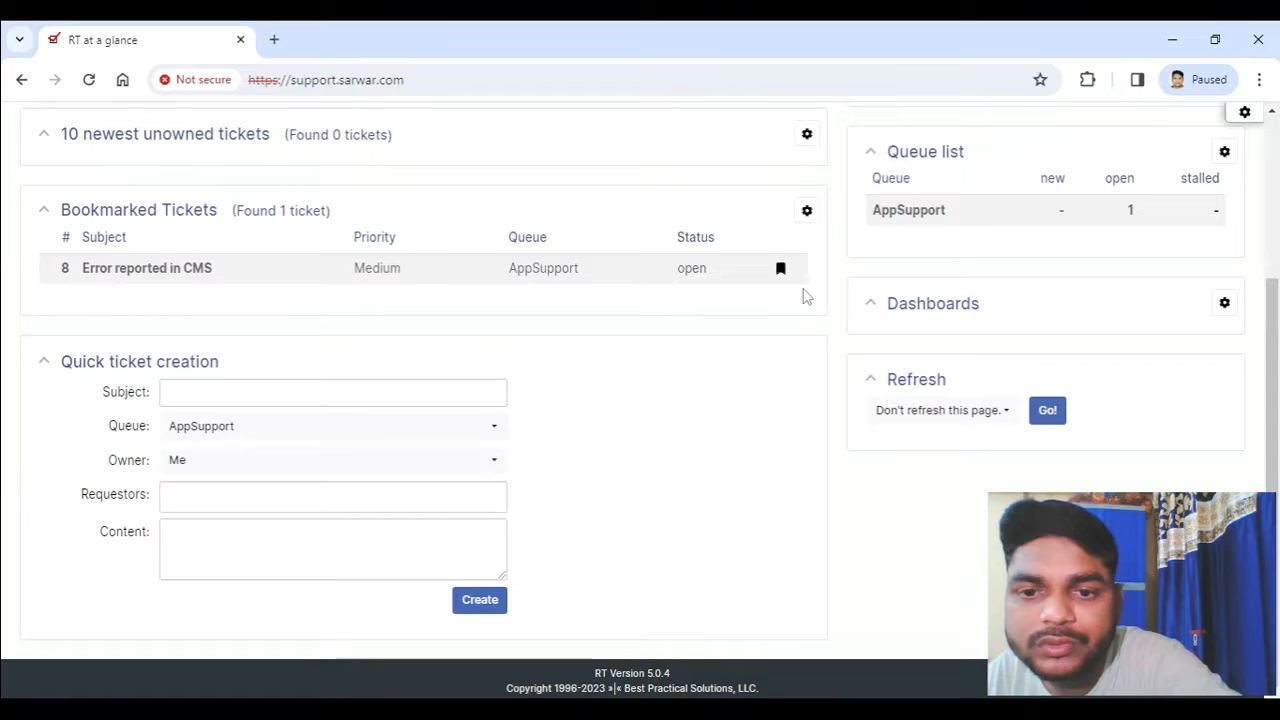 RT at a glance
Not secure
https://support.sarwar.com
Paused
10 newest unowned tickets (Found 0 tickets)
Bookmarked Tickets (Found 1 ticket)
# Subject Priority Queue Status
8 Error reported in CMS Medium AppSupport open
Quick ticket creation
Subject:
Queue: AppSupport
Owner: Me
Requestors:
Content:
Create
Queue list
Queue new open stalled
AppSupport - 1 -
Dashboards
Refresh
Don't refresh this page. Go!
RT Version 5.0.4
Copyright 1996-2023 »|« Best Practical Solutions, LLC.